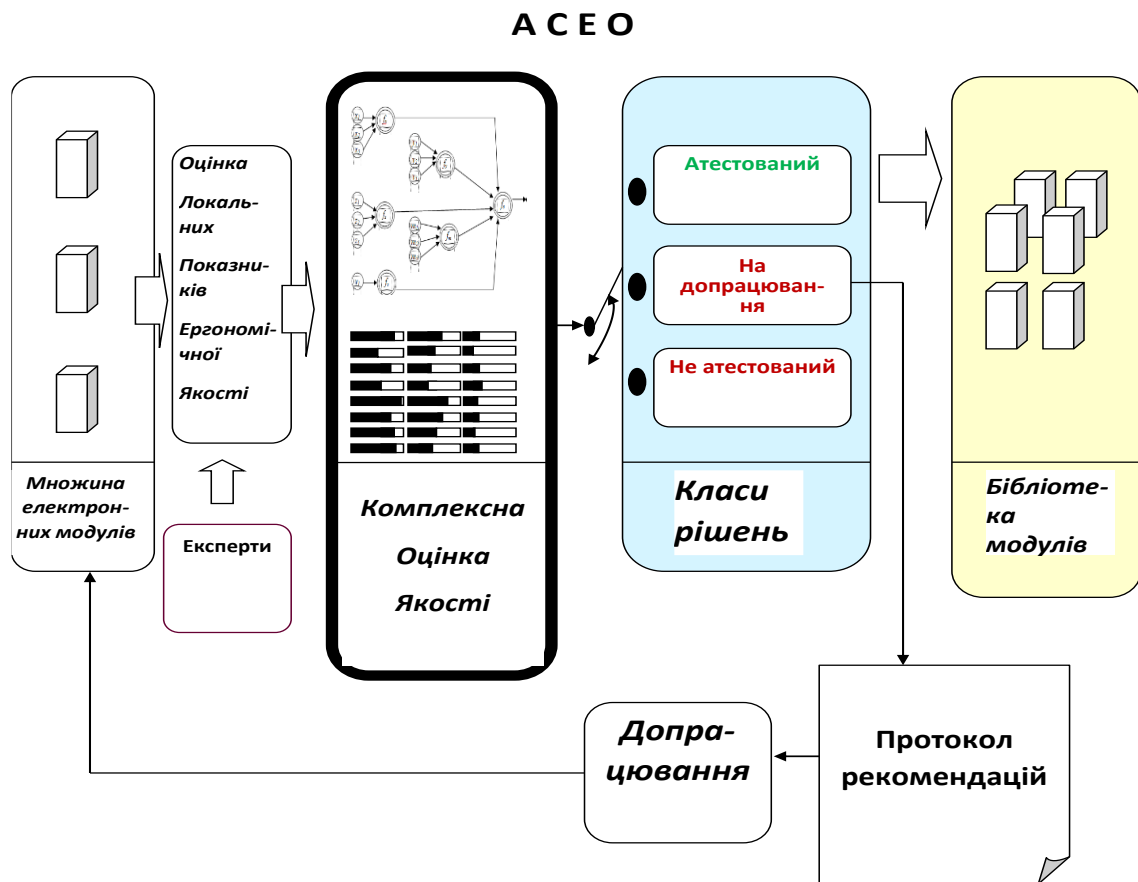 А С Е О
Оцінка
Локаль-
них
Показни-
ків
Ергономі-
чної
Якості
Множина
електрон-
них модулів
Експерти
Комплексна
Оцінка
Якості
Атестований
На
допрацюван-
ня
Не атестований
Класи
рішень
Бібліоте-
ка
модулів
Допра-
цювання
Протокол
рекомендацій